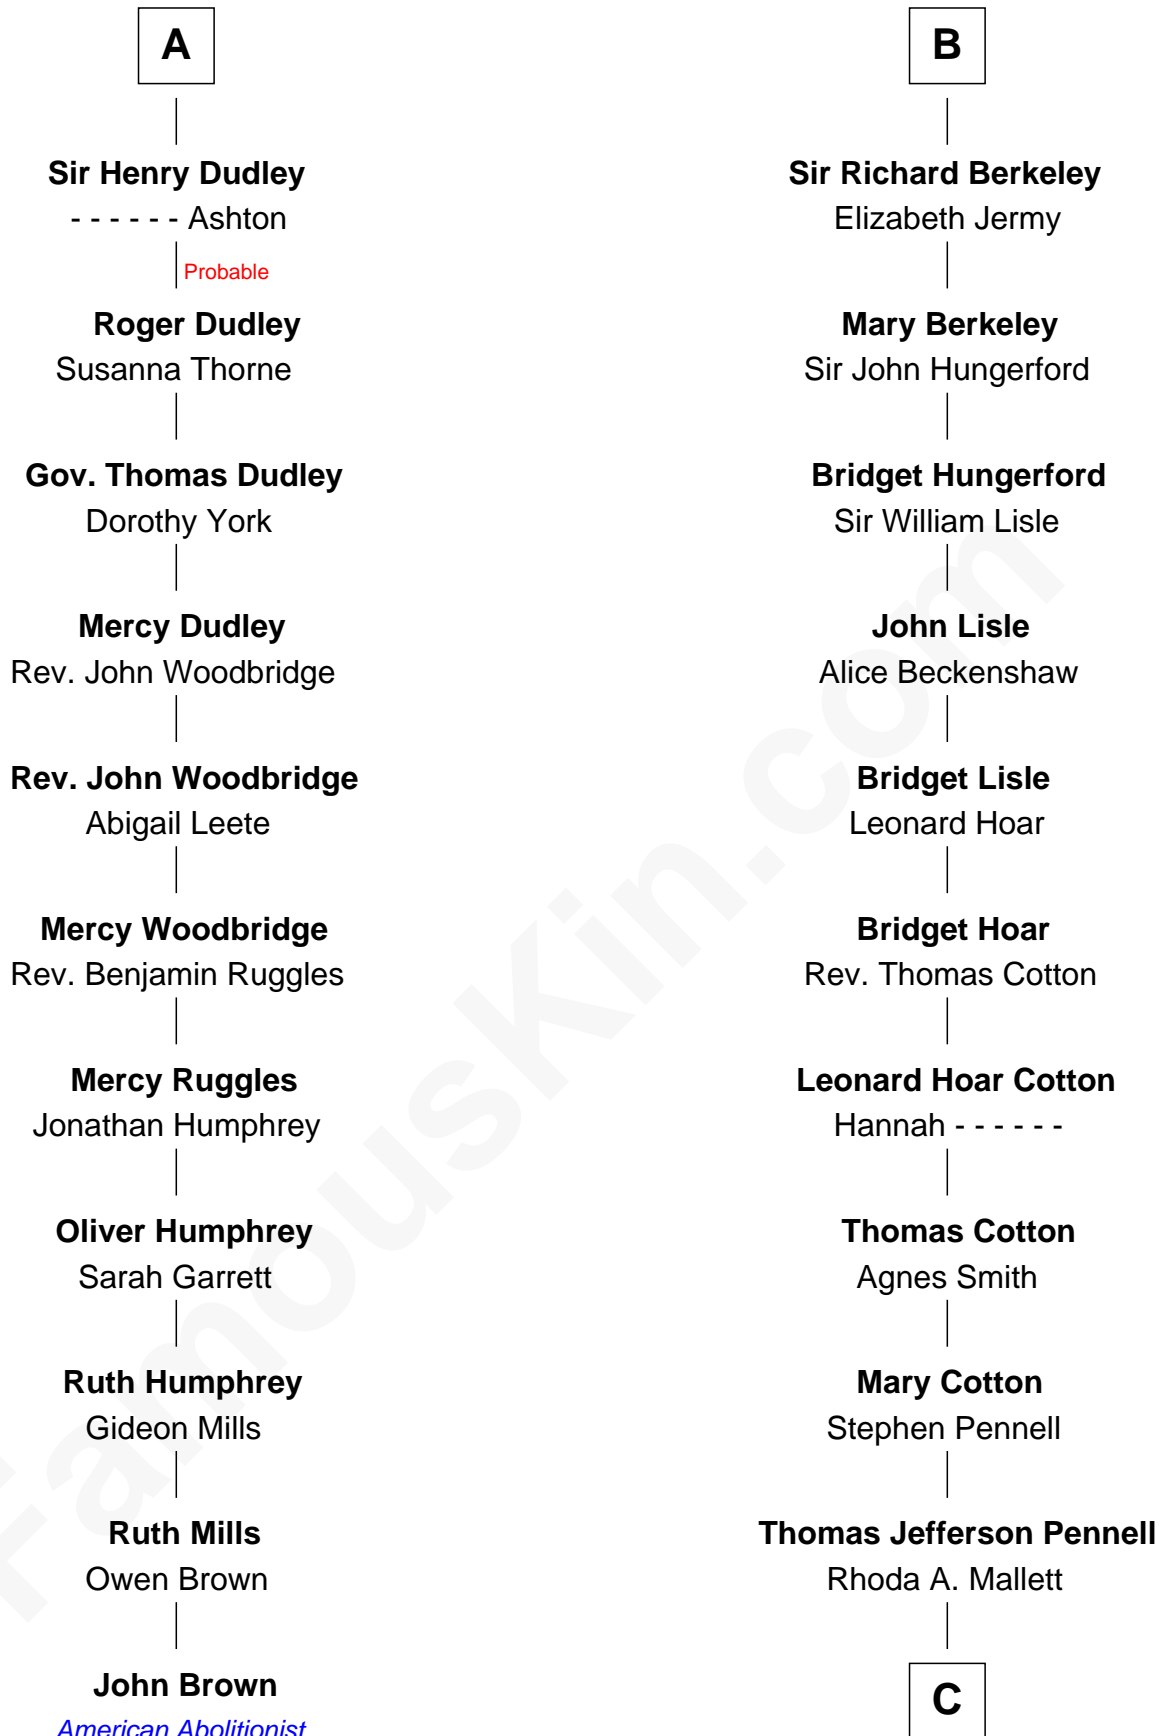 A
Sir Henry Dudley
- - - - - - Ashton
Probable
Roger Dudley
Susanna Thorne
Gov. Thomas Dudley
Dorothy York
Mercy Dudley
Rev. John Woodbridge
Rev. John Woodbridge
Abigail Leete
Mercy Woodbridge
Rev. Benjamin Ruggles
Mercy Ruggles
Jonathan Humphrey
Oliver Humphrey
Sarah Garrett
Ruth Humphrey
Gideon Mills
Ruth Mills
Owen Brown
John Brown
American Abolitionist
B
Sir Richard Berkeley
Elizabeth Jermy
Mary Berkeley
Sir John Hungerford
Bridget Hungerford
Sir William Lisle
John Lisle
Alice Beckenshaw
Bridget Lisle
Leonard Hoar
Bridget Hoar
Rev. Thomas Cotton
Leonard Hoar Cotton
Hannah - - - - - -
Thomas Cotton
Agnes Smith
Mary Cotton
Stephen Pennell
Thomas Jefferson Pennell
Rhoda A. Mallett
C
FamousKin.com